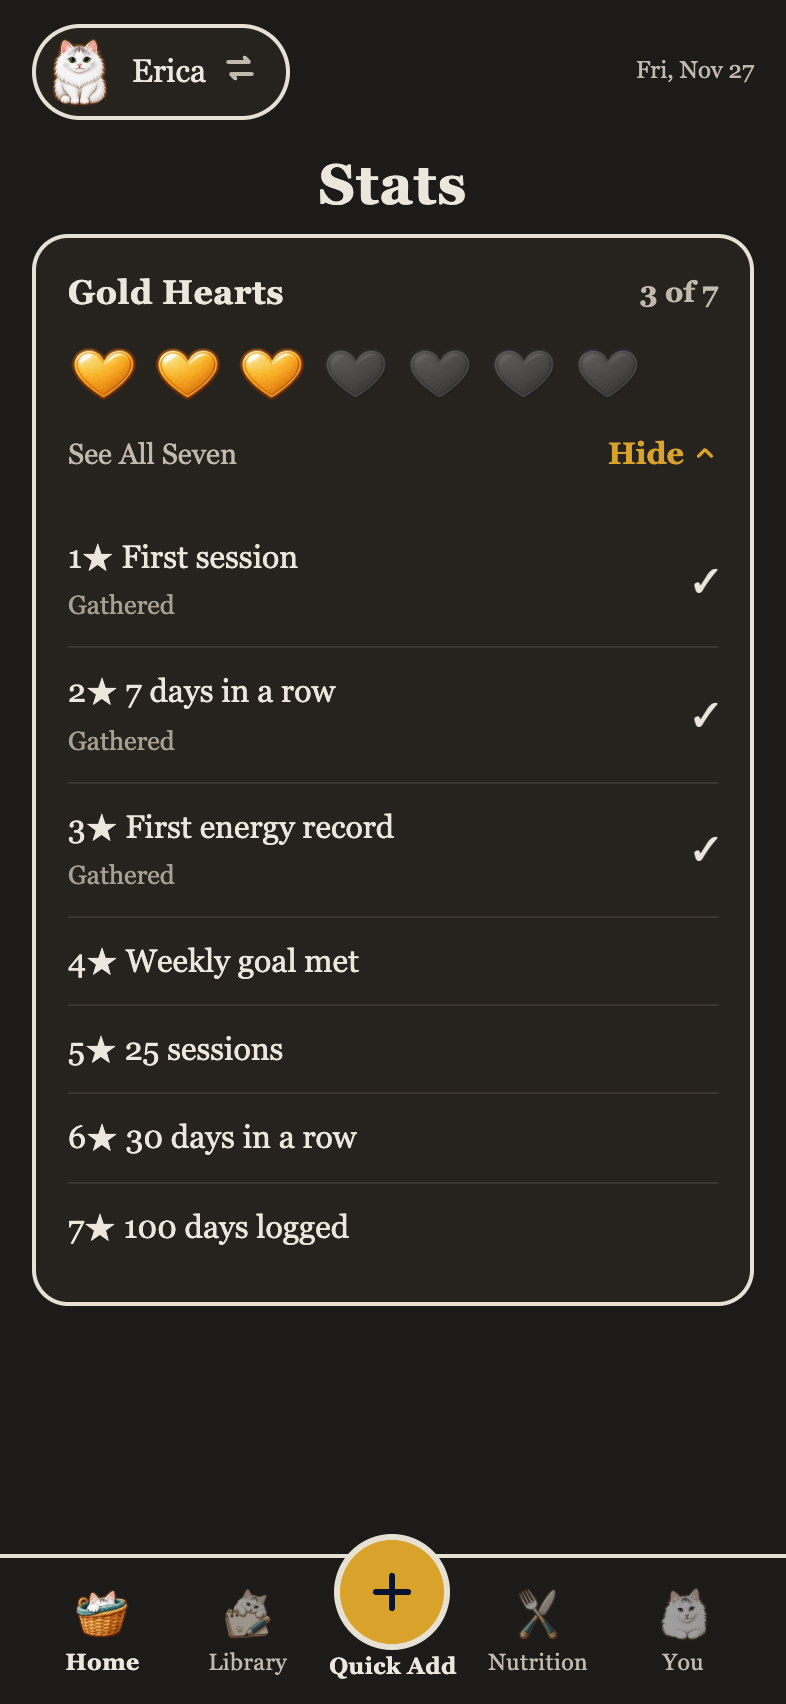 Erica
Fri, Nov 27
Stats
Gold Hearts
3 of 7
See All Seven
Hide
1★ First session
Gathered
✓
2★ 7 days in a row
Gathered
✓
3★ First energy record
Gathered
✓
4★ Weekly goal met
5★ 25 sessions
6★ 30 days in a row
7★ 100 days logged
Home
Library
Quick Add
Nutrition
You